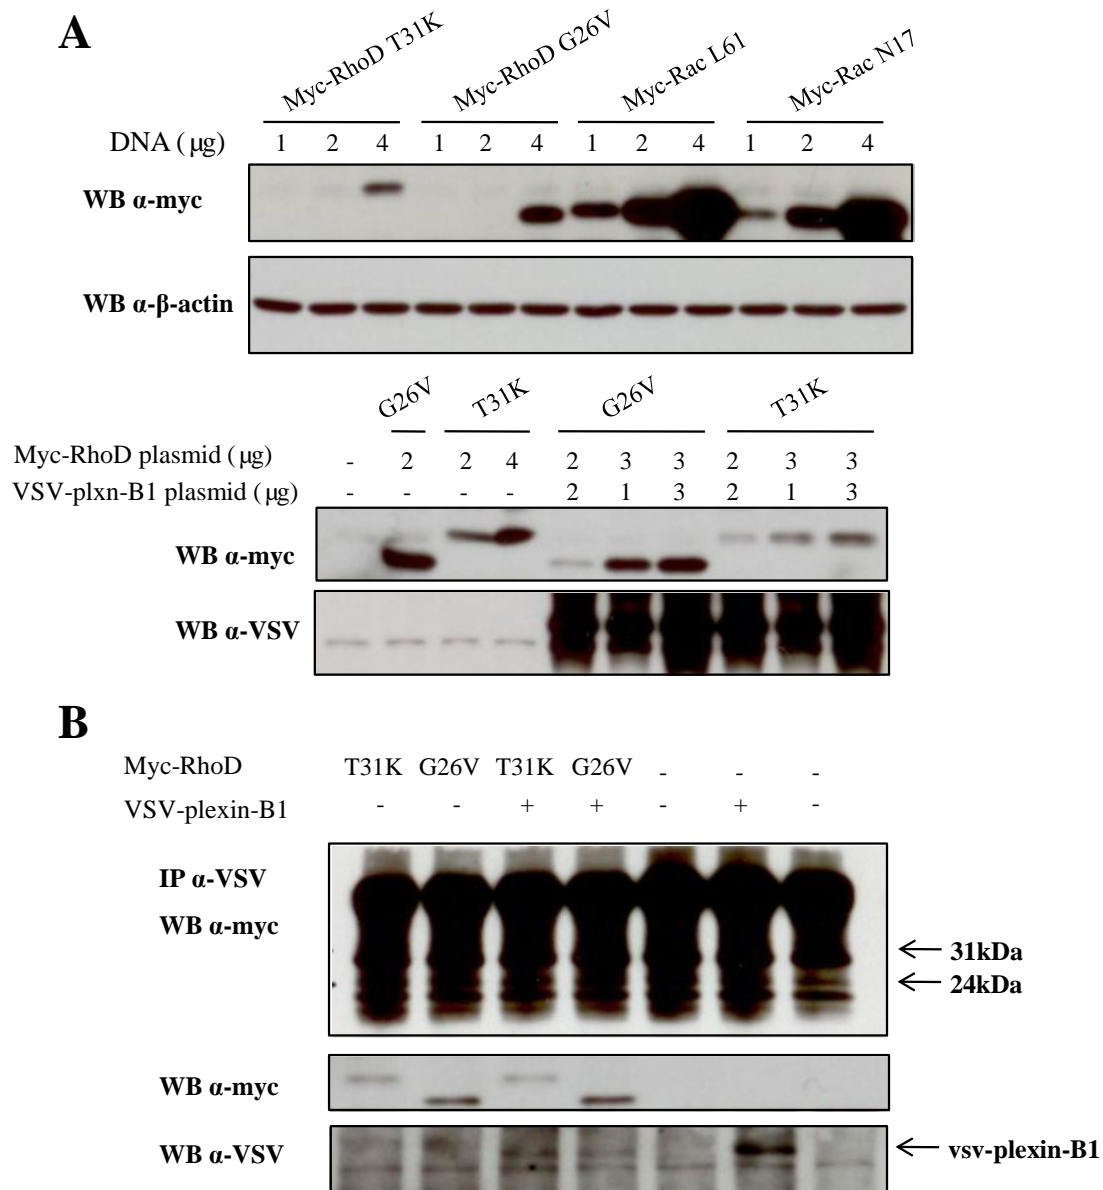 A
Myc-RhoD T31K Myc-RhoD G26V Myc-Rac L61 Myc-Rac N17
DNA (μg) 1 2 4 1 2 4 1 2 4 1 2 4
WB α-myc
WB α-β-actin
G26V T31K G26V T31K
Myc-RhoD plasmid (μg) - 2 2 4 2 3 3 2 3 3
VSV-plxn-B1 plasmid (μg) - - - - 2 1 3 2 1 3
WB α-myc
WB α-VSV
B
Myc-RhoD T31K G26V T31K G26V - - -
VSV-plexin-B1 - - + + - + -
IP α-VSV
WB α-myc
31kDa
24kDa
WB α-myc
WB α-VSV
vsv-plexin-B1